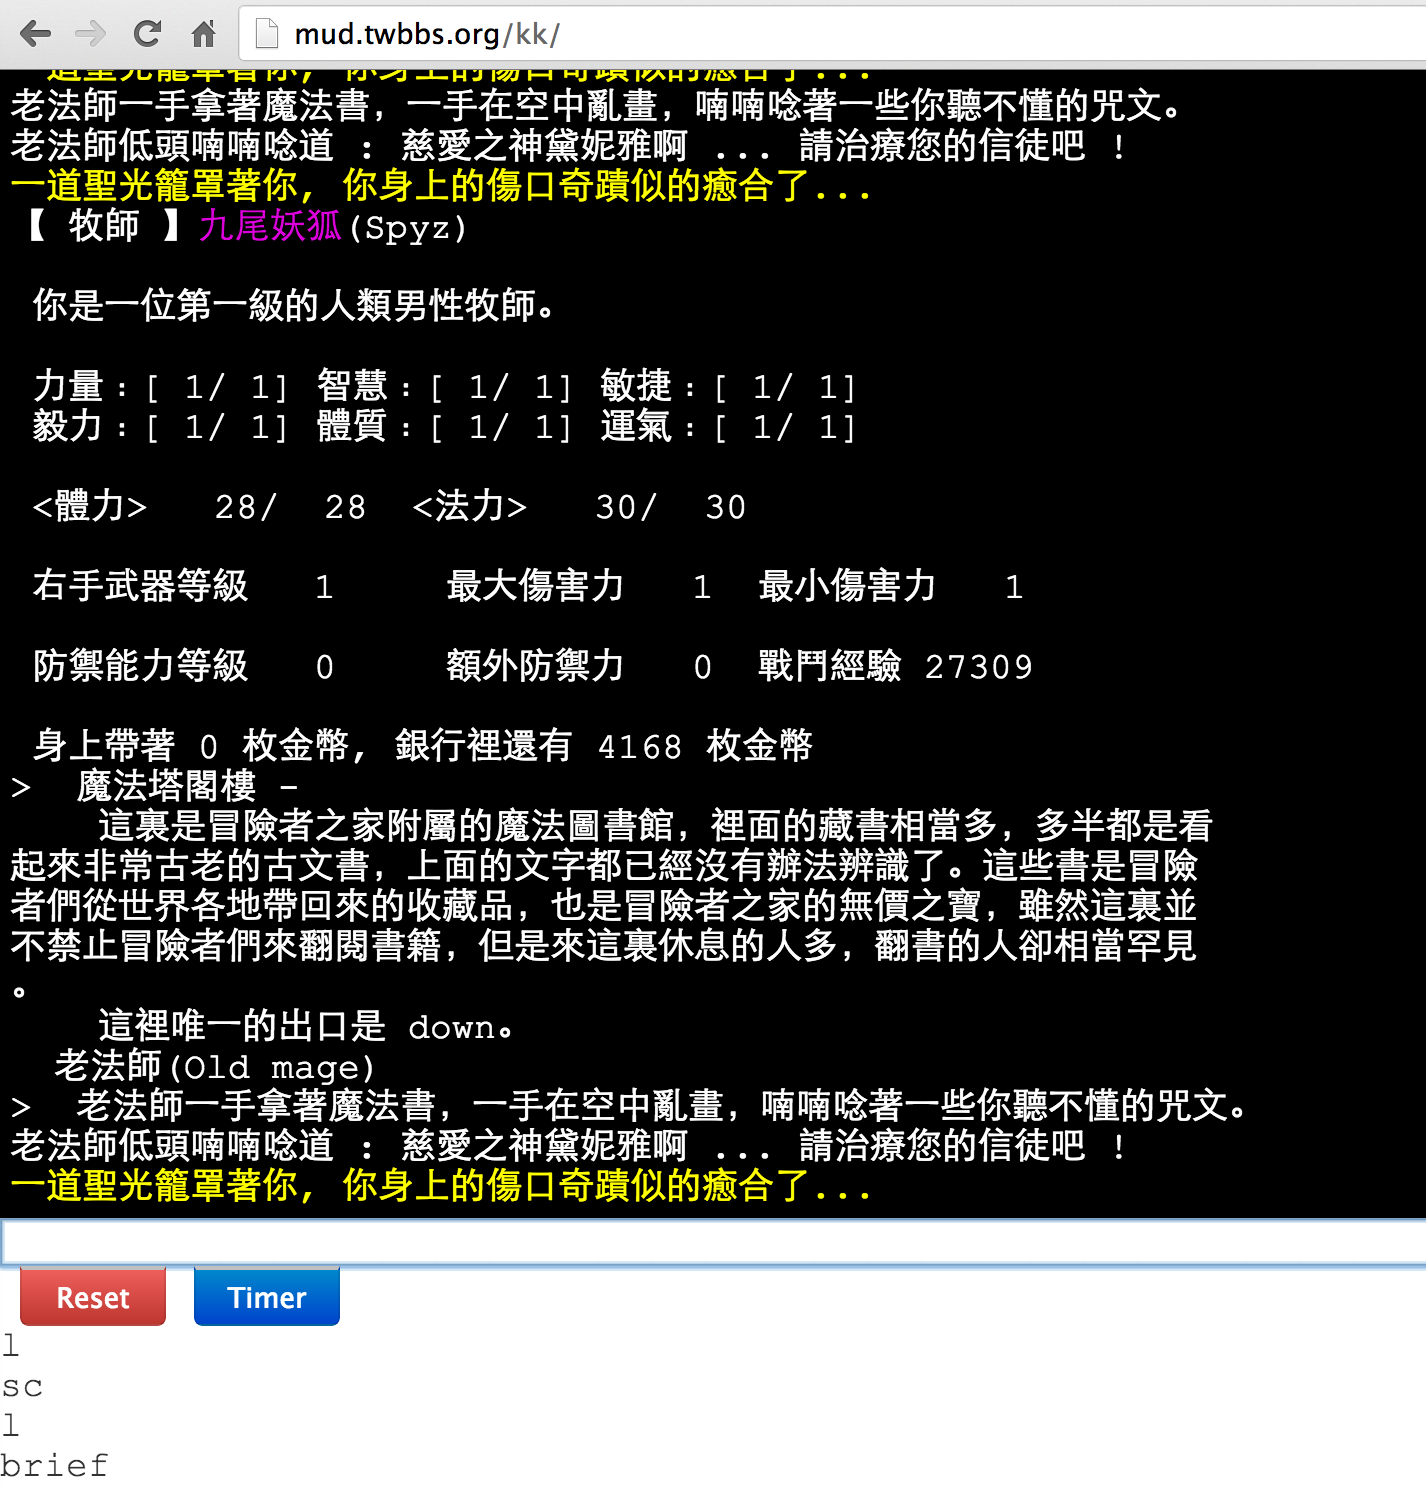 mud.twbbs.org/kk/
一道聖光籠罩著你, 你身上的傷口奇蹟似的癒合了...
老法師一手拿著魔法書，一手在空中亂畫，喃喃唸著一些你聽不懂的咒文。
老法師低頭喃喃唸道 : 慈愛之神黛妮雅啊 ... 請治療您的信徒吧 !
一道聖光籠罩著你, 你身上的傷口奇蹟似的癒合了...
【 牧師 】九尾妖狐(Spyz)
你是一位第一級的人類男性牧師。
力量：[ 1/ 1] 智慧：[ 1/ 1] 敏捷：[ 1/ 1]
毅力：[ 1/ 1] 體質：[ 1/ 1] 運氣：[ 1/ 1]
<體力> 28/ 28 <法力> 30/ 30
右手武器等級 1 最大傷害力 1 最小傷害力 1
防禦能力等級 0 額外防禦力 0 戰鬥經驗 27309
身上帶著 0 枚金幣, 銀行裡還有 4168 枚金幣
> 魔法塔閣樓 -
這裏是冒險者之家附屬的魔法圖書館，裡面的藏書相當多，多半都是看
起來非常古老的古文書，上面的文字都已經沒有辦法辨識了。這些書是冒險
者們從世界各地帶回來的收藏品，也是冒險者之家的無價之寶，雖然這裏並
不禁止冒險者們來翻閱書籍，但是來這裏休息的人多，翻書的人卻相當罕見
。
這裡唯一的出口是 down。
老法師(Old mage)
> 老法師一手拿著魔法書，一手在空中亂畫，喃喃唸著一些你聽不懂的咒文。
老法師低頭喃喃唸道 : 慈愛之神黛妮雅啊 ... 請治療您的信徒吧 !
一道聖光籠罩著你, 你身上的傷口奇蹟似的癒合了...
Reset Timer
l
sc
l
brief